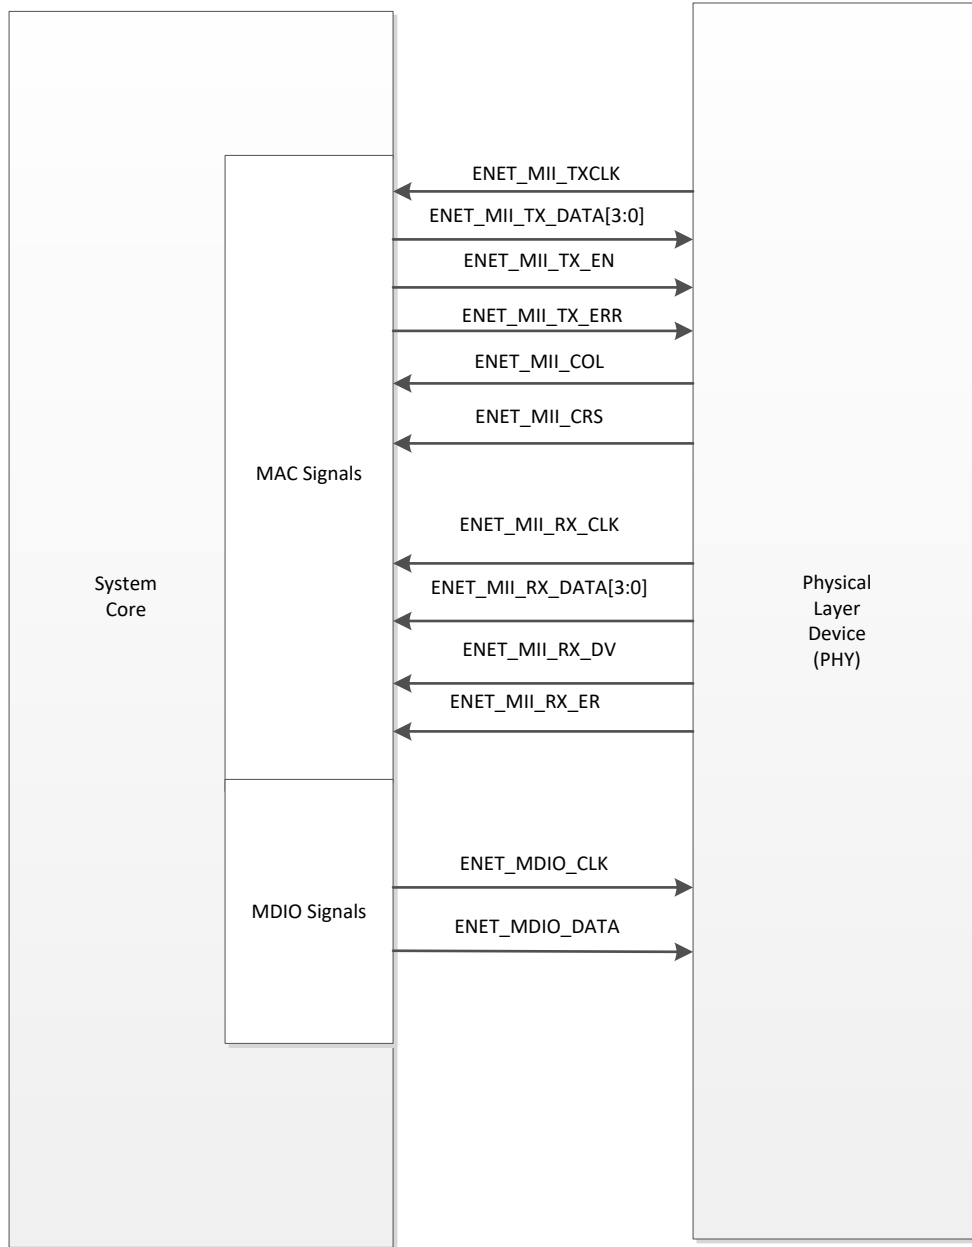 ENET_MII_TXCLK
ENET_MII_TX_DATA[3:0]
ENET_MII_TX_EN
ENET_MII_TX_ERR
ENET_MII_COL
ENET_MII_CRS
MAC Signals
ENET_MII_RX_CLK
System
Core
ENET_MII_RX_DATA[3:0]
Physical
Layer
Device
(PHY)
ENET_MII_RX_DV
ENET_MII_RX_ER
ENET_MDIO_CLK
MDIO Signals
ENET_MDIO_DATA